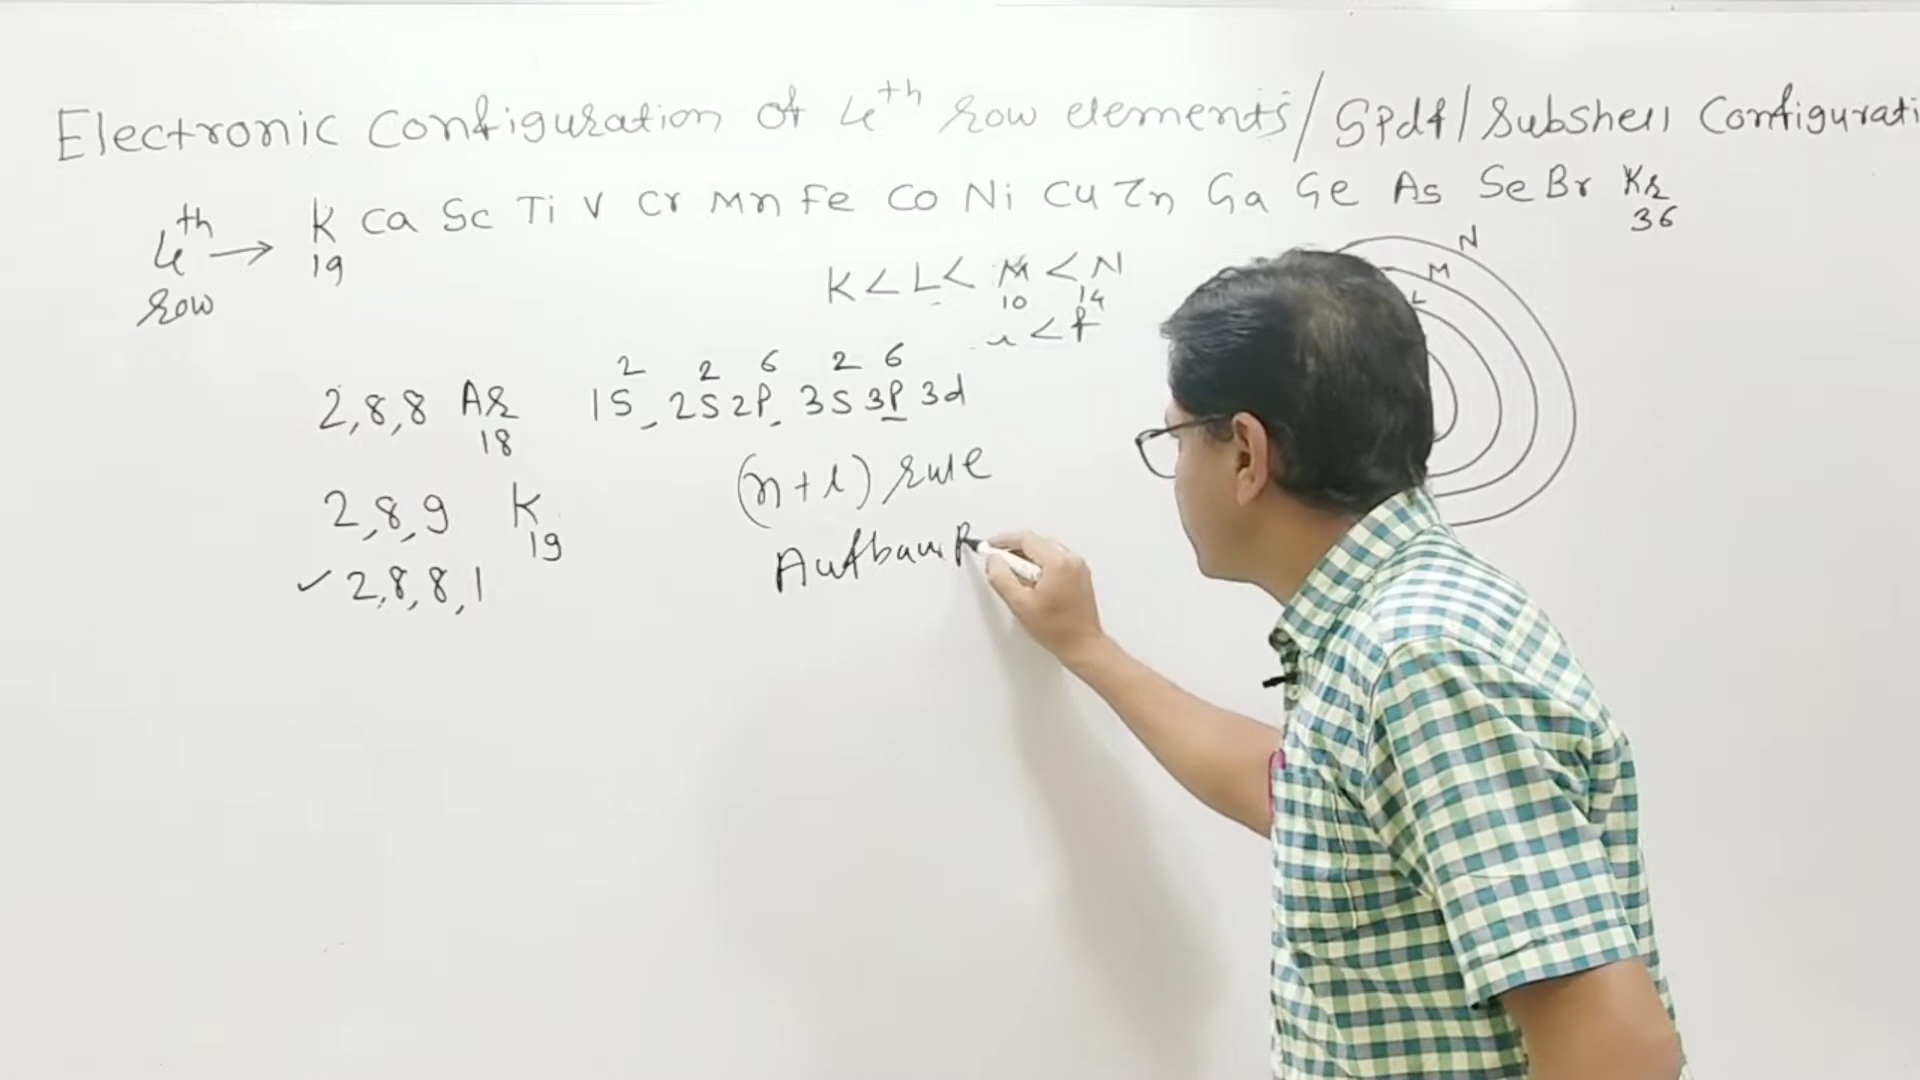 Electronic Configuration of 4th row elements/Spdf/Subshell Configurati
4th row → K Ca Sc Ti V Cr Mn Fe Co Ni Cu Zn Ga Ge As Se Br Kr
19 36
K < L < M < N
10 14
< f
N
M
L
2,8,8 Ar 18 1s2 2s2 2p6 3s2 3p6 3d
2,8,9 K 19
(n+l) rule
Aufbau
✓ 2,8,8,1